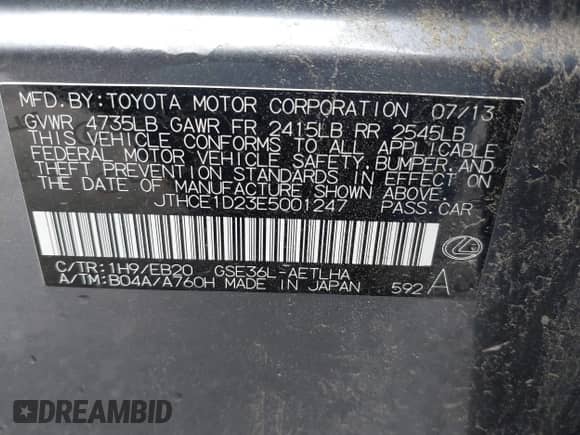 MFD. BY: TOYOTA MOTOR CORPORATION 07/13
GVWR 4735LB GAWR FR 2415LB RR 2545LB
THIS VEHICLE CONFORMS TO ALL APPLICABLE
FEDERAL MOTOR VEHICLE SAFETY, BUMPER, AND
THEFT PREVENTION STANDARDS IN EFFECT ON
THE DATE OF MANUFACTURE SHOWN ABOVE.
JTHCE1D23E5001247 PASS. CAR
C/TR: 1H9/EB20 GSE36L-AETLHA
A/TM: B04A/A760H MADE IN JAPAN 592 A
DREAMBID